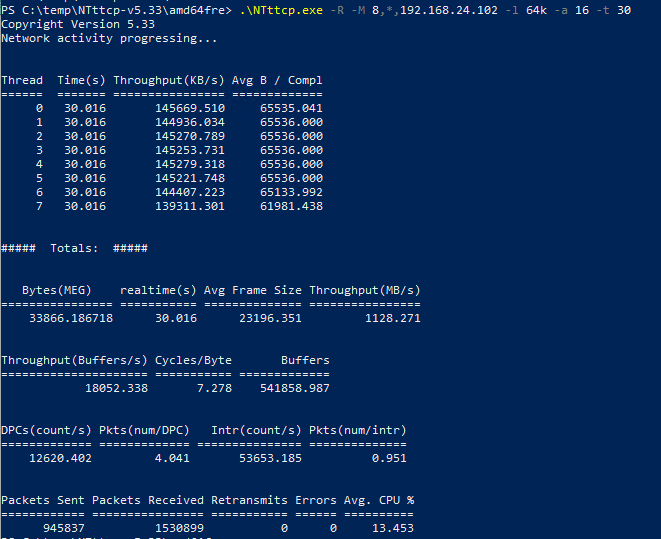 PS C:\temp\NTttcp-v5.33\amd64fre> .\NTttcp.exe -R -M 8,*,192.168.24.102 -l 64k -a 16 -t 30
Copyright Version 5.33
Network activity progressing...
Thread  Time(s) Throughput(KB/s) Avg B / Compl
======  ======= ================ =============
     0   30.016       145669.510     65535.041
     1   30.016       144936.034     65536.000
     2   30.016       145270.789     65536.000
     3   30.016       145253.731     65536.000
     4   30.016       145279.318     65536.000
     5   30.016       145221.748     65536.000
     6   30.016       144407.223     65133.992
     7   30.016       139311.301     61981.438
#####  Totals:  #####
   Bytes(MEG)    realtime(s) Avg Frame Size Throughput(MB/s)
================ =========== ============== ================
    33866.186718      30.016      23196.351         1128.271
Throughput(Buffers/s) Cycles/Byte       Buffers
===================== =========== =============
            18052.338       7.278    541858.987
DPCs(count/s) Pkts(num/DPC)   Intr(count/s) Pkts(num/intr)
============= ============= =============== ==============
    12620.402         4.041       53653.185          0.951
Packets Sent Packets Received Retransmits Errors Avg. CPU %
============ ================ =========== ====== ==========
      945837          1530899           0      0     13.453